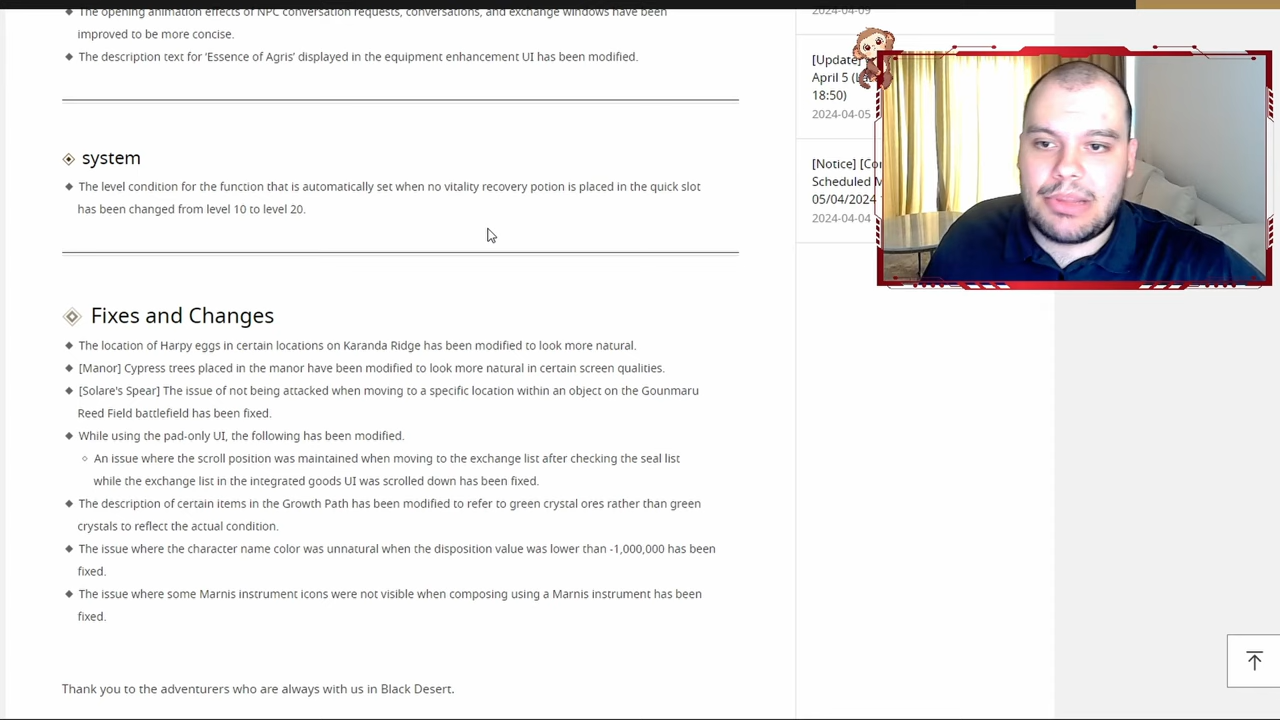 The opening animation effects of NPC conversation requests, conversations, and exchange windows have been
improved to be more concise.
The description text for ‘Essence of Agris’ displayed in the equipment enhancement UI has been modified.
system
The level condition for the function that is automatically set when no vitality recovery potion is placed in the quick slot
has been changed from level 10 to level 20.
Fixes and Changes
The location of Harpy eggs in certain locations on Karanda Ridge has been modified to look more natural.
[Manor] Cypress trees placed in the manor have been modified to look more natural in certain screen qualities.
[Solare's Spear] The issue of not being attacked when moving to a specific location within an object on the Gounmaru
Reed Field battlefield has been fixed.
While using the pad-only UI, the following has been modified.
An issue where the scroll position was maintained when moving to the exchange list after checking the seal list
while the exchange list in the integrated goods UI was scrolled down has been fixed.
The description of certain items in the Growth Path has been modified to refer to green crystal ores rather than green
crystals to reflect the actual condition.
The issue where the character name color was unnatural when the disposition value was lower than -1,000,000 has been
fixed.
The issue where some Marnis instrument icons were not visible when composing using a Marnis instrument has been
fixed.
Thank you to the adventurers who are always with us in Black Desert.
2024-04-09
[Update]
April 5
18:50)
2024-04-05
[Notice]
Scheduled
05/04/2024
2024-04-04